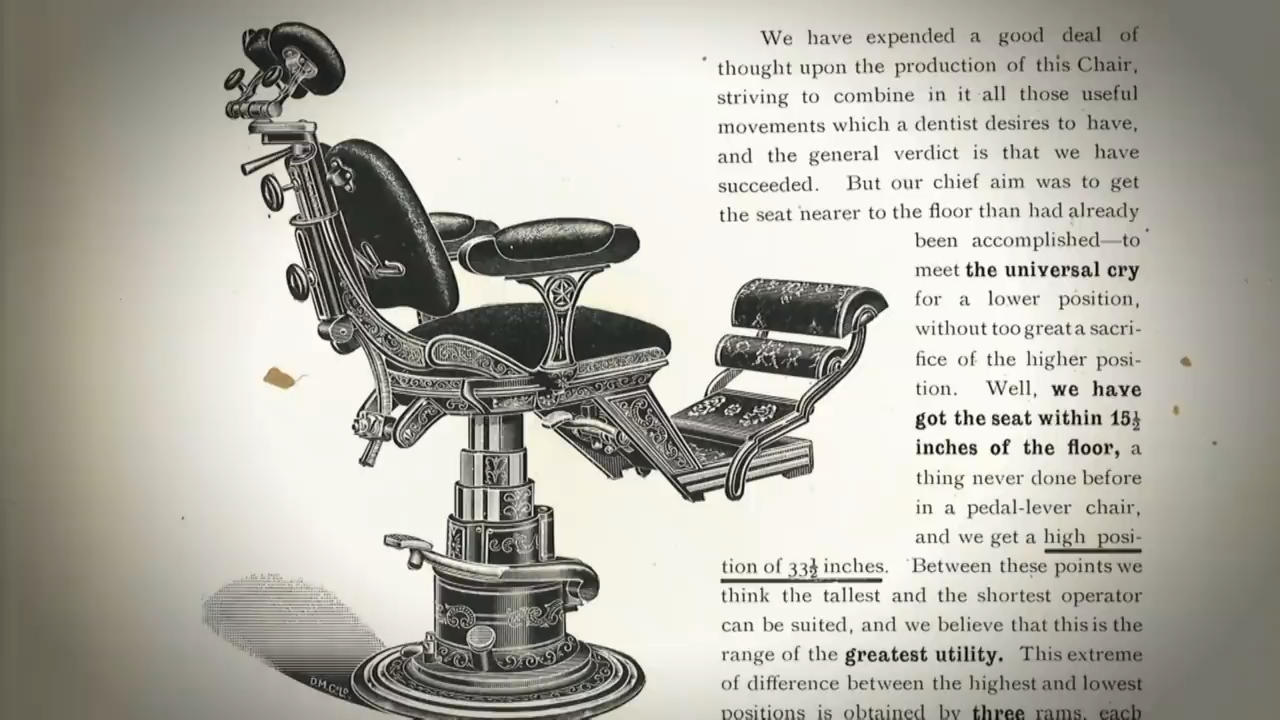 We have expended a good deal of
thought upon the production of this Chair,
striving to combine in it all those useful
movements which a dentist desires to have,
and the general verdict is that we have
succeeded. But our chief aim was to get
the seat nearer to the floor than had already
been accomplished—to
meet the universal cry
for a lower position,
without too great a sacri-
fice of the higher posi-
tion. Well, we have
got the seat within 15½
inches of the floor, a
thing never done before
in a pedal-lever chair,
and we get a high posi-
tion of 33½ inches. Between these points we
think the tallest and the shortest operator
can be suited, and we believe that this is the
range of the greatest utility. This extreme
of difference between the highest and lowest
positions is obtained by three rams, each